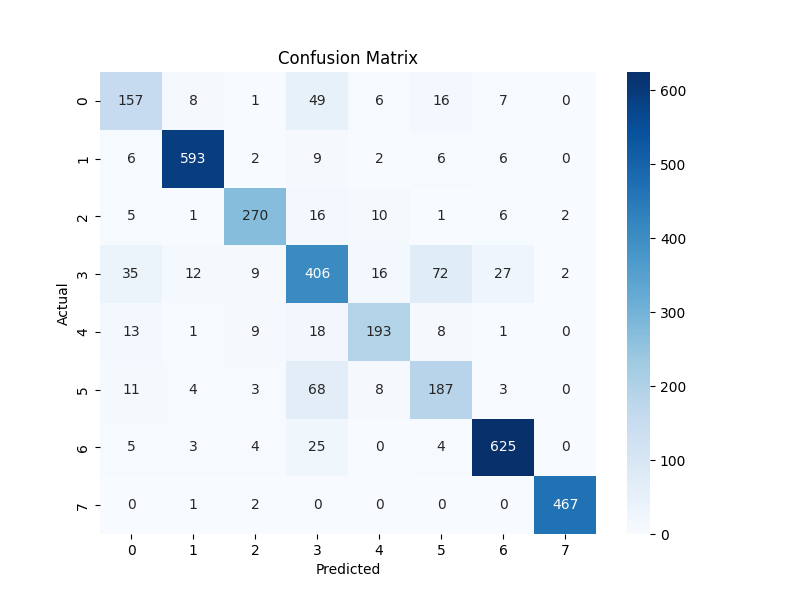 Confusion Matrix
0 157 8 1 49 6 16 7 0
1 6 593 2 9 2 6 6 0
2 5 1 270 16 10 1 6 2
3 35 12 9 406 16 72 27 2
4 13 1 9 18 193 8 1 0
5 11 4 3 68 8 187 3 0
6 5 3 4 25 0 4 625 0
7 0 1 2 0 0 0 0 467
0 1 2 3 4 5 6 7
Predicted
Actual
600
500
400
300
200
100
0